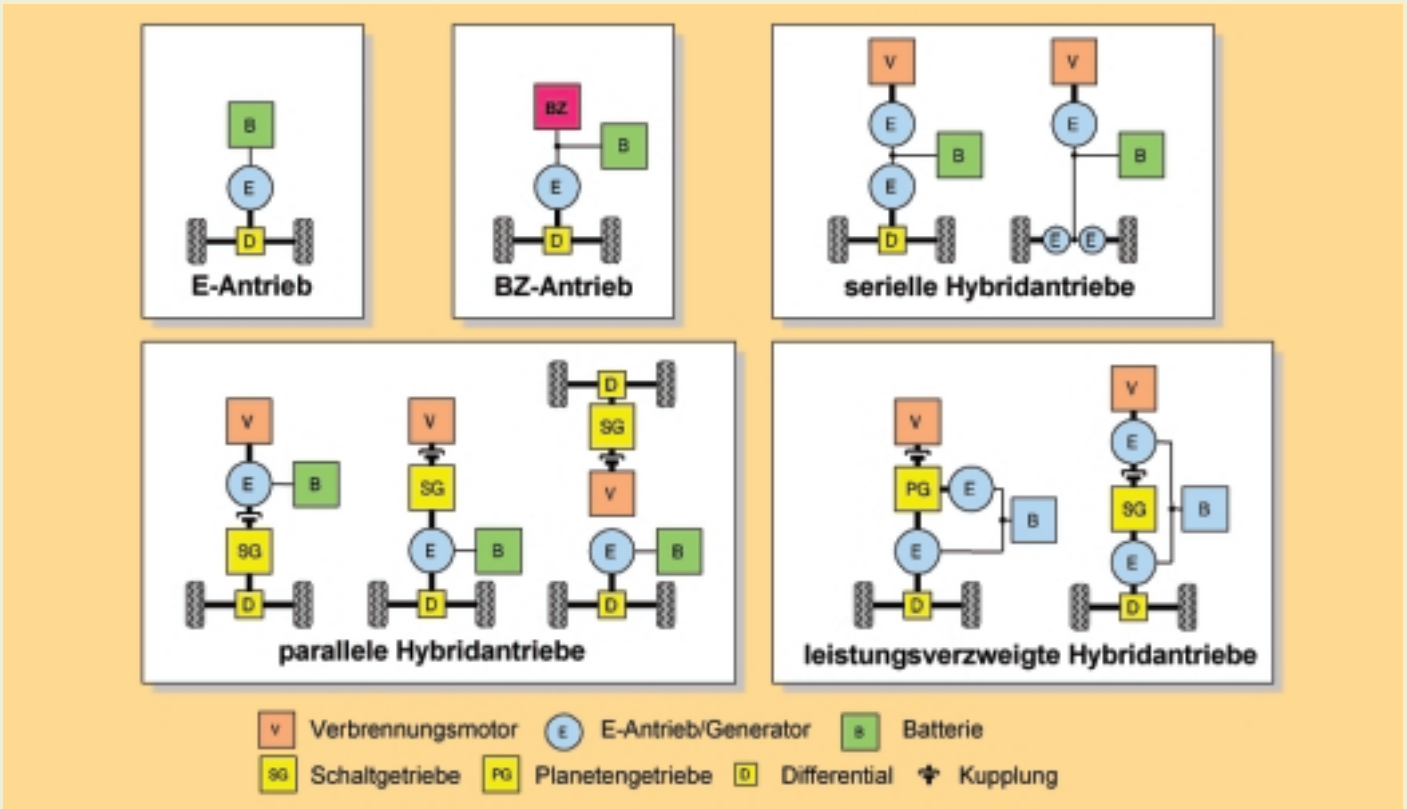 B
E
D
E-Antrieb
BZ
B
E
D
BZ-Antrieb
V
E
B
E
D
V
E
B
E E
serielle Hybridantriebe
V
E B
SG
D
V
SG
E B
D
D
SG
V
E B
D
parallele Hybridantriebe
V
PG E
B
E
D
V
E
SG B
E
D
leistungsverzweigte Hybridantriebe
V Verbrennungsmotor E E-Antrieb/Generator B Batterie
SG Schaltgetriebe PG Planetengetriebe D Differential Kupplung